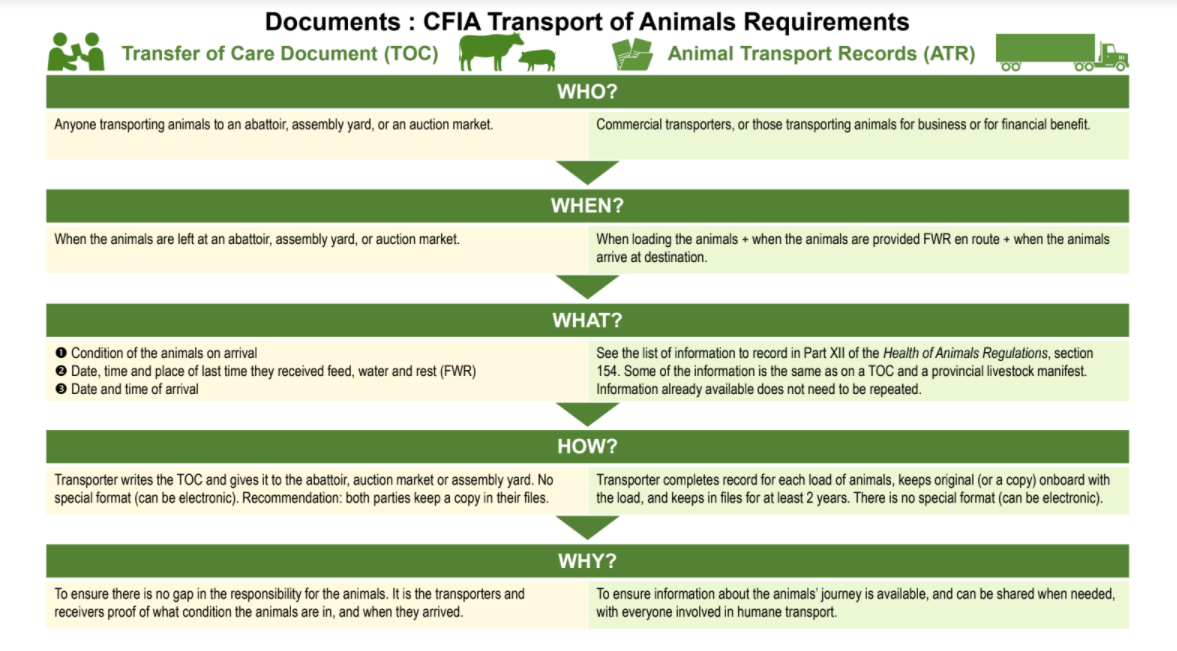 Documents : CFIA Transport of Animals Requirements
Transfer of Care Document (TOC)
Animal Transport Records (ATR)
WHO?
Anyone transporting animals to an abattoir, assembly yard, or an auction market.
Commercial transporters, or those transporting animals for business or for financial benefit.
WHEN?
When the animals are left at an abattoir, assembly yard, or auction market.
When loading the animals + when the animals are provided FWR en route + when the animals
arrive at destination.
WHAT?
❶ Condition of the animals on arrival
❷ Date, time and place of last time they received feed, water and rest (FWR)
❸ Date and time of arrival
See the list of information to record in Part XII of the Health of Animals Regulations, section
154. Some of the information is the same as on a TOC and a provincial livestock manifest.
Information already available does not need to be repeated.
HOW?
Transporter writes the TOC and gives it to the abattoir, auction market or assembly yard. No
special format (can be electronic). Recommendation: both parties keep a copy in their files.
Transporter completes record for each load of animals, keeps original (or a copy) onboard with
the load, and keeps in files for at least 2 years. There is no special format (can be electronic).
WHY?
To ensure there is no gap in the responsibility for the animals. It is the transporters and
receivers proof of what condition the animals are in, and when they arrived.
To ensure information about the animals' journey is available, and can be shared when needed,
with everyone involved in humane transport.